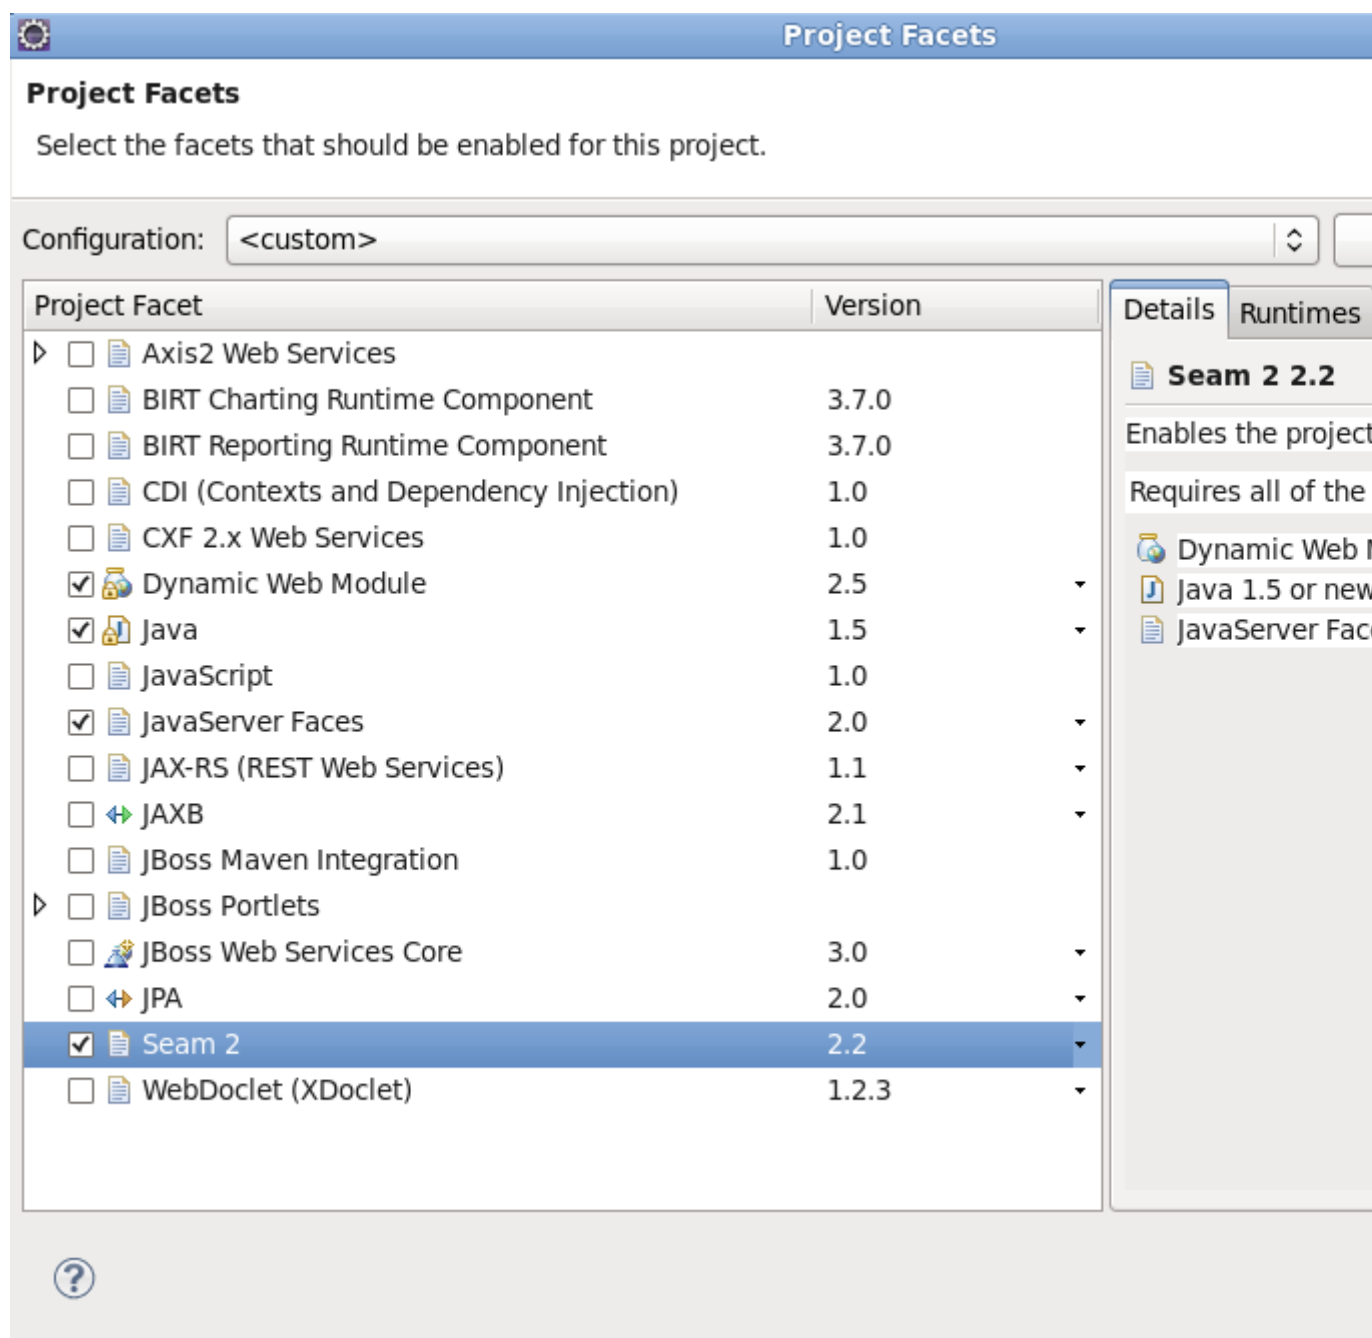 Project Facets
Project Facets
Select the facets that should be enabled for this project.
Configuration: <custom>
Project Facet Version
Axis2 Web Services
BIRT Charting Runtime Component 3.7.0
BIRT Reporting Runtime Component 3.7.0
CDI (Contexts and Dependency Injection) 1.0
CXF 2.x Web Services 1.0
Dynamic Web Module 2.5
Java 1.5
JavaScript 1.0
JavaServer Faces 2.0
JAX-RS (REST Web Services) 1.1
JAXB 2.1
JBoss Maven Integration 1.0
JBoss Portlets
JBoss Web Services Core 3.0
JPA 2.0
Seam 2 2.2
WebDoclet (XDoclet) 1.2.3
Details Runtimes
Seam 2 2.2
Enables the project
Requires all of the
Dynamic Web
Java 1.5 or
JavaServer